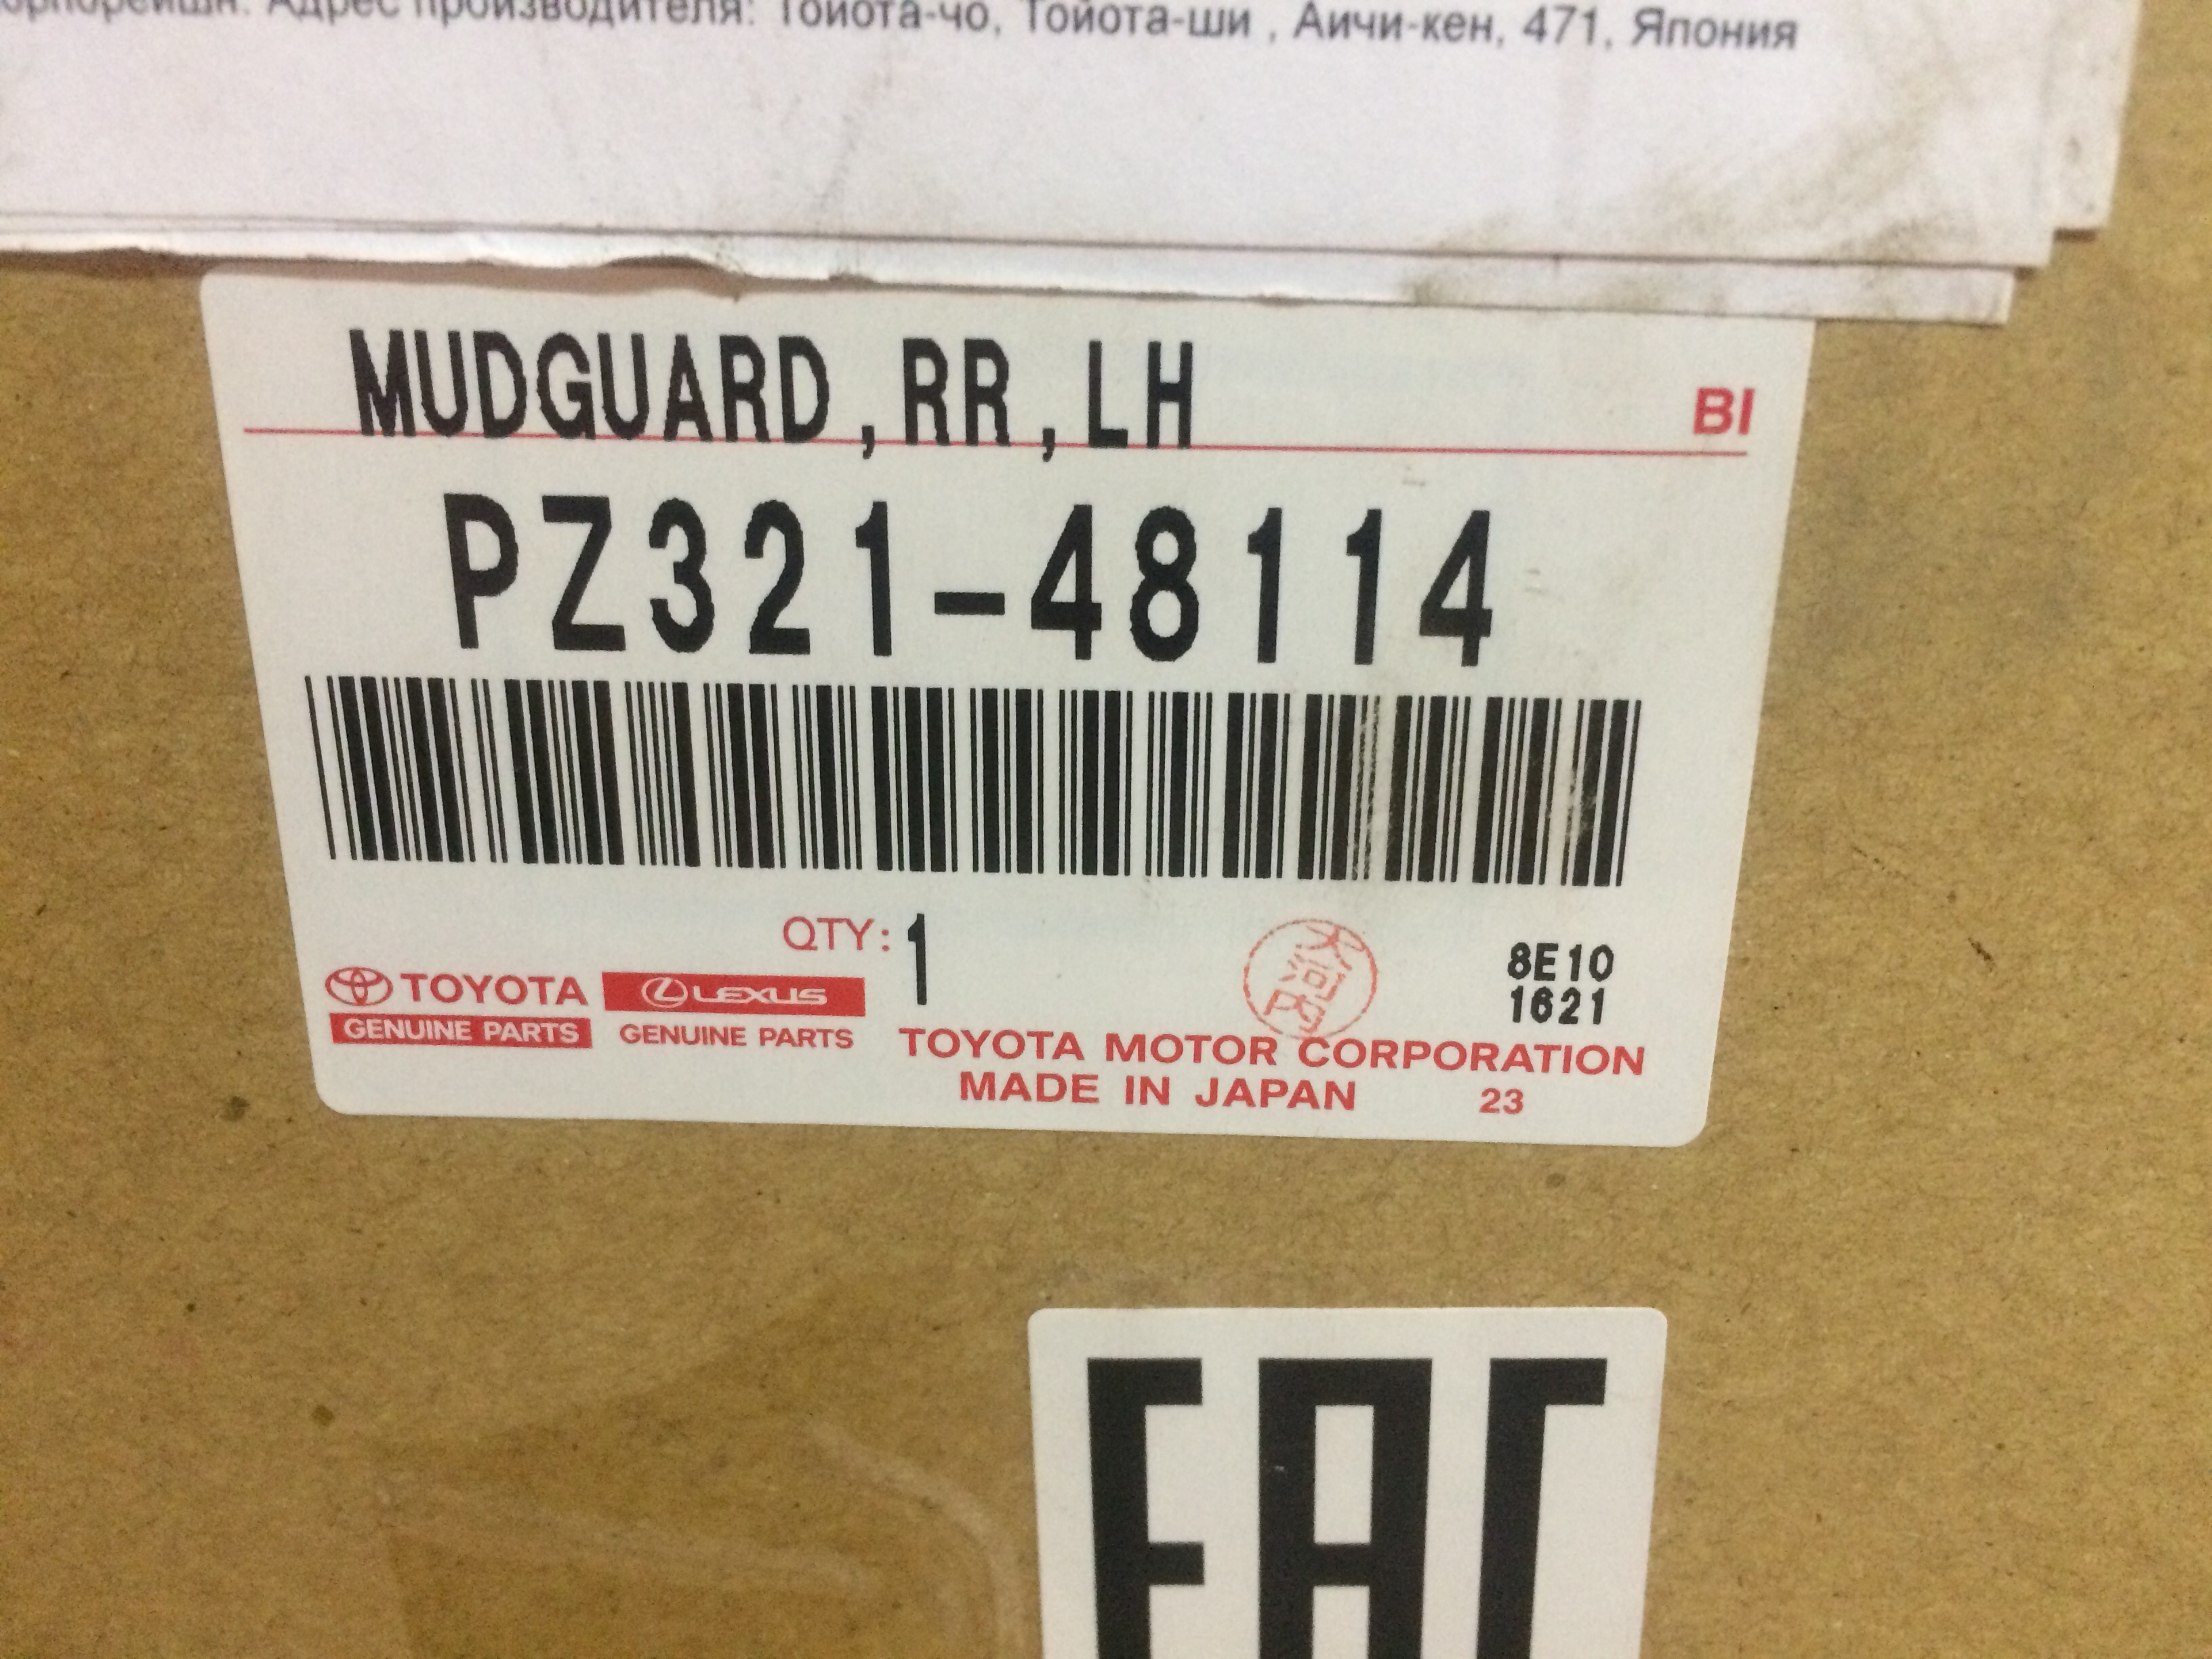 Адрес производителя: Тойота-чо, Тойота-ши , Аичи-кен, 471, Япония
MUDGUARD,RR,LH
BI
PZ321-48114
QTY: 1
8E10
1621
TOYOTA LEXUS
GENUINE PARTS GENUINE PARTS
TOYOTA MOTOR CORPORATION
MADE IN JAPAN 23
EAC